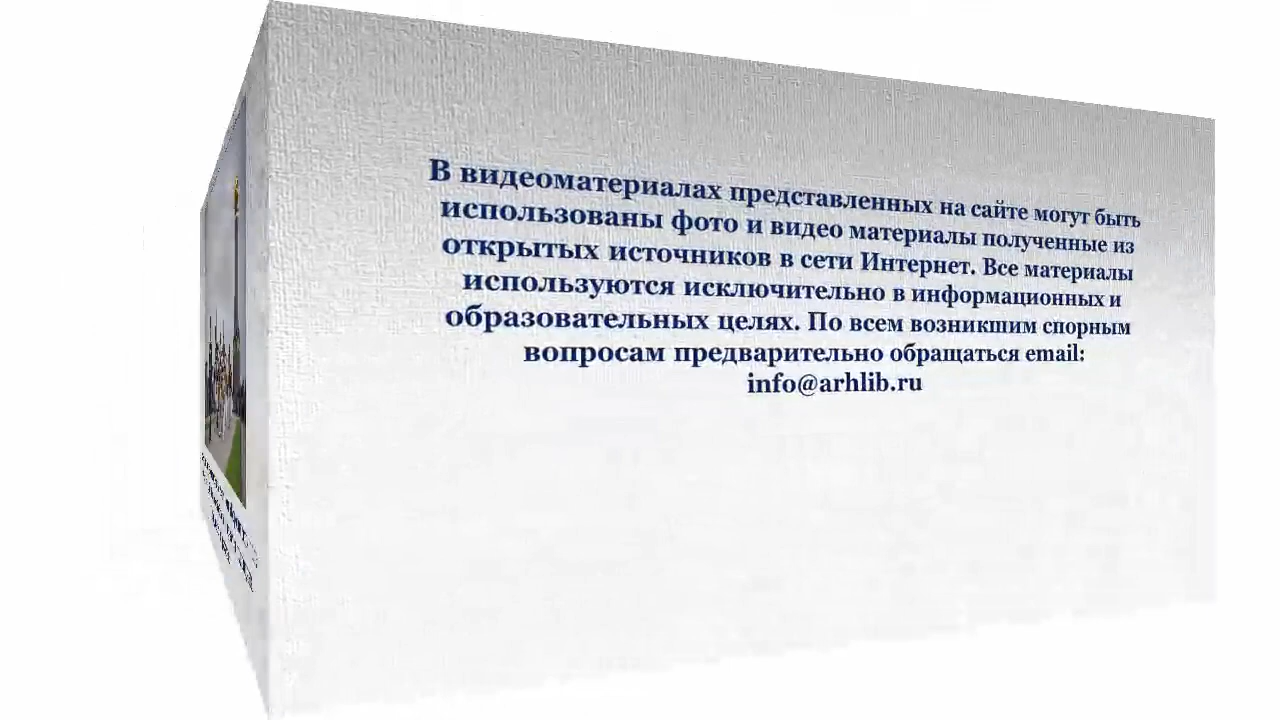 В видеоматериалах представленных на сайте могут быть
использованы фото и видео материалы полученные из
открытых источников в сети Интернет. Все материалы
используются исключительно в информационных и
образовательных целях. По всем возникшим спорным
вопросам предварительно обращаться email:
info@arhlib.ru